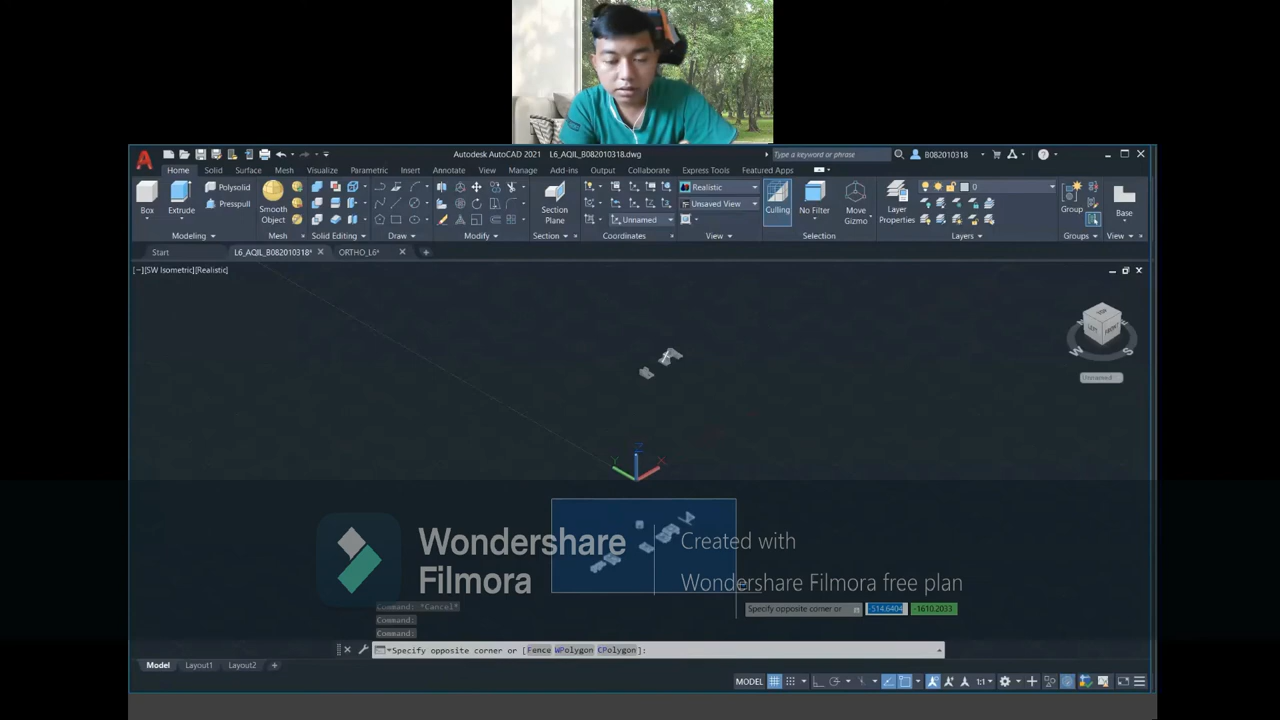 Autodesk AutoCAD 2021 L6_AQIL_B082010318.dwg
Type a keyword or phrase
B082010318
Home Solid Surface Mesh Visualize Parametric Insert Annotate View Manage Add-ins Output Collaborate Express Tools Featured Apps
Box
Extrude
Polysolid
Presspull
Smooth
Object
Section
Plane
Realistic
Unsaved View
Unnamed
Culling
No Filter
Move
Gizmo
Layer
Properties
0
Group
Base
Modeling Mesh Solid Editing Draw Modify Section Coordinates View Selection Layers Groups View
Start L6_AQIL_B082010318* ORTHO_L6*
[−][SW Isometric][Realistic]
TOP
LEFT
FRONT
W
S
Unnamed
Z
Y
X
Wondershare
Filmora
Created with
Wondershare Filmora free plan
Specify opposite corner or
-514.6404
-1610.2033
Command: *Cancel*
Command:
Command:
Specify opposite corner or [Fence WPolygon CPolygon]:
Model Layout1 Layout2
MODEL
1:1